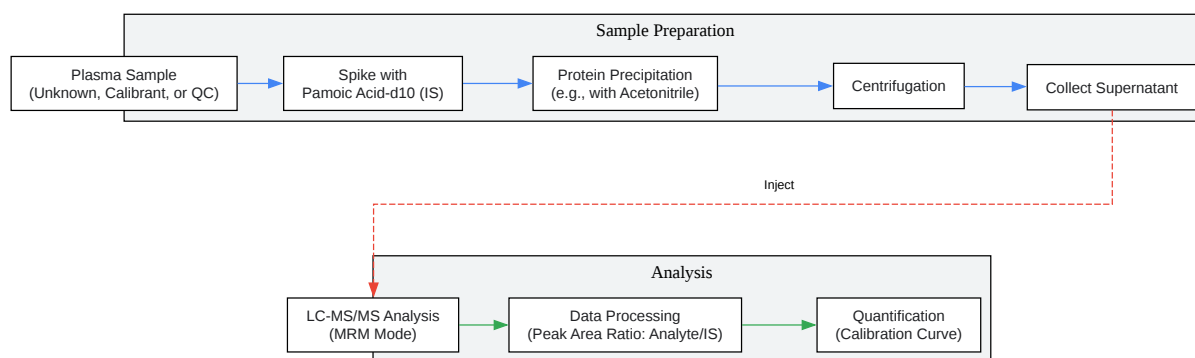 Sample Preparation
Plasma Sample
(Unknown, Calibrant, or QC)
Spike with
Pamoic Acid-d10 (IS)
Protein Precipitation
(e.g., with Acetonitrile)
Centrifugation
Collect Supernatant
Inject
Analysis
LC-MS/MS Analysis
(MRM Mode)
Data Processing
(Peak Area Ratio: Analyte/IS)
Quantification
(Calibration Curve)